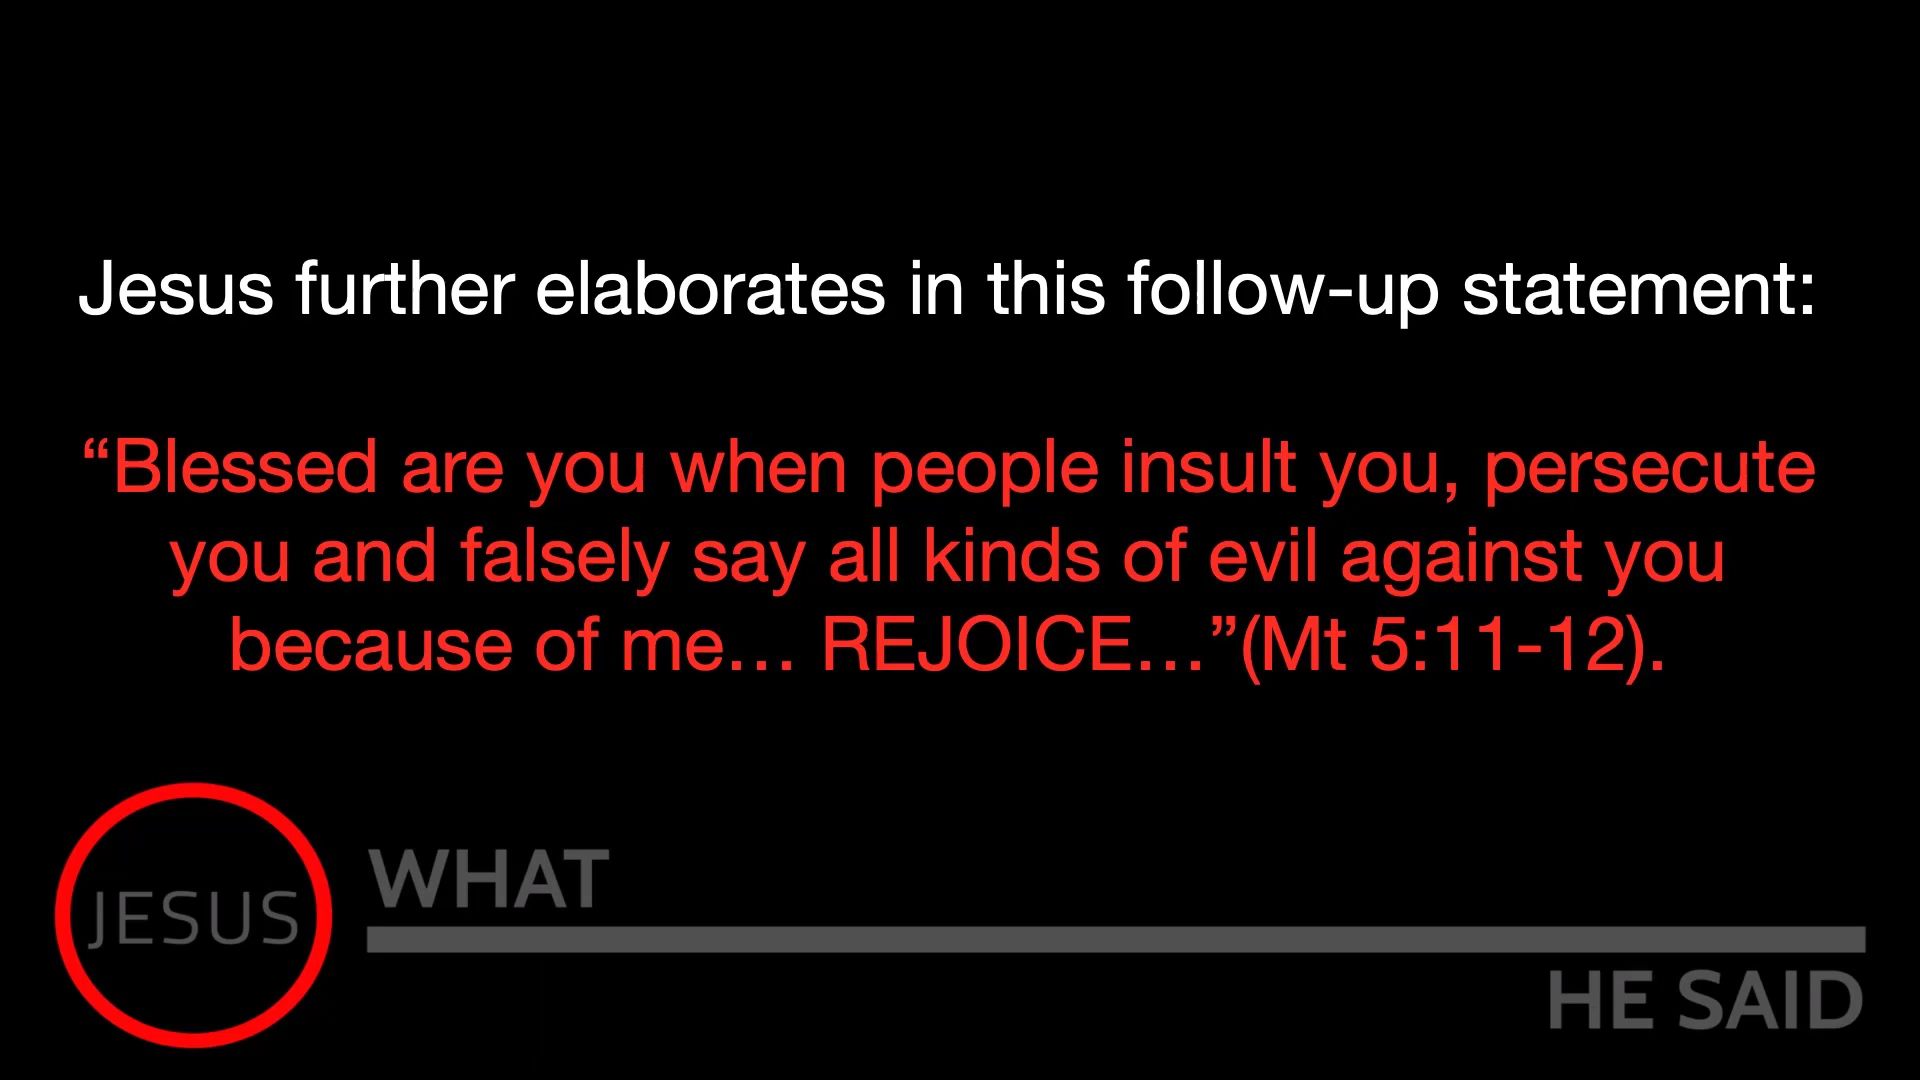 Jesus further elaborates in this follow-up statement:
“Blessed are you when people insult you, persecute
you and falsely say all kinds of evil against you
because of me… REJOICE…”(Mt 5:11-12).
JESUS
WHAT
HE SAID